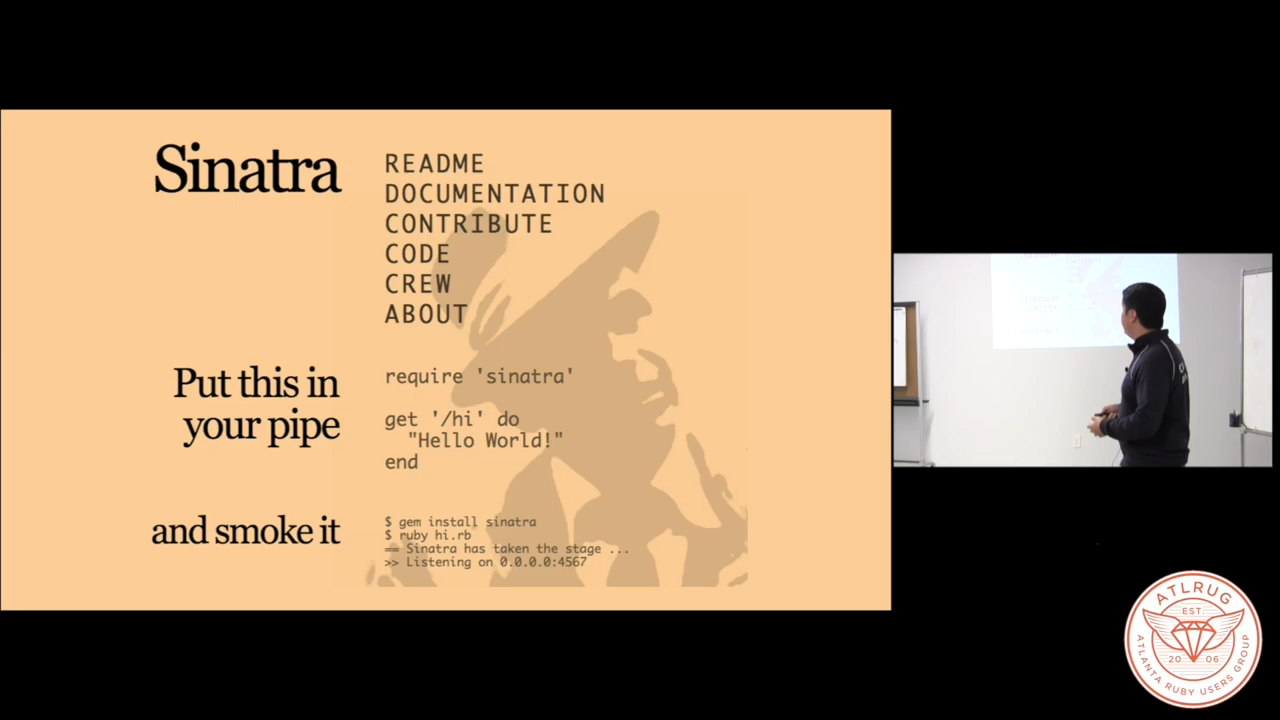 Sinatra
README
DOCUMENTATION
CONTRIBUTE
CODE
CREW
ABOUT
Put this in
your pipe
require 'sinatra'
get '/hi' do
"Hello World!"
end
and smoke it
$ gem install sinatra
$ ruby hi.rb
== Sinatra has taken the stage ...
>> Listening on 0.0.0.0:4567
ATLRUG
EST.
20 06
ATLANTA RUBY USERS GROUP